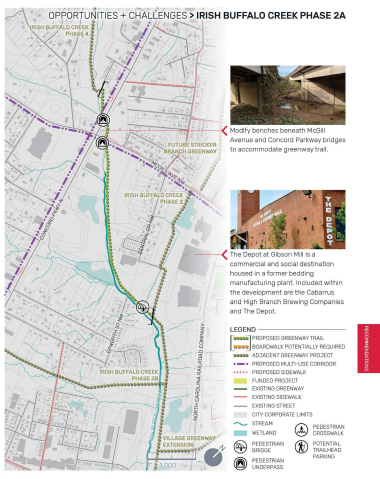 OPPORTUNITIES + CHALLENGES > IRISH BUFFALO CREEK PHASE 2A
IRISH BUFFALO CREEK
PHASE 4
Modify benches beneath McGill
Avenue and Concord Parkway bridges
to accommodate greenway trail.
FUTURE STRICKER
BRANCH GREENWAY
MCGILL AVENUE
IRISH BUFFALO CREEK
PHASE 2
THE DEPOT
The Depot at Gibson Mill is a
commercial and social destination
housed in a former bedding
manufacturing plant. Included within
the development are the Cabarrus
and High Branch Brewing Companies
and The Depot.
NORTH CAROLINA RAILROAD COMPANY
IRISH BUFFALO CREEK
PHASE 2B
VILLAGE GREENWAY
EXTENSION
1,000
N
LEGEND
PROPOSED GREENWAY TRAIL
BOARDWALK POTENTIALLY REQUIRED
ADJACENT GREENWAY PROJECT
PROPOSED MULTI-USE CORRIDOR
PROPOSED SIDEWALK
FUNDED PROJECT
EXISTING GREENWAY
EXISTING SIDEWALK
EXISTING STREET
CITY CORPORATE LIMITS
STREAM
WETLAND
PEDESTRIAN
BRIDGE
PEDESTRIAN
UNDERPASS
PEDESTRIAN
CROSSWALK
POTENTIAL
TRAILHEAD
PARKING
RECOMMENDATIONS